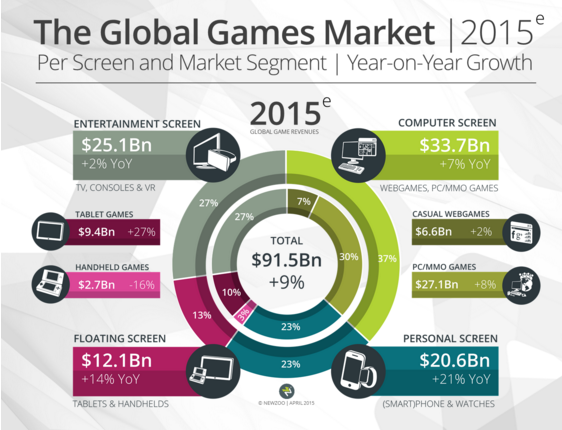 The Global Games Market | 2015e
Per Screen and Market Segment | Year-on-Year Growth
2015e
GLOBAL GAME REVENUES
ENTERTAINMENT SCREEN
$25.1Bn
+2% YoY
TV, CONSOLES & VR
COMPUTER SCREEN
$33.7Bn
+7% YoY
WEBGAMES, PC/MMO GAMES
TABLET GAMES
$9.4Bn +27%
HANDHELD GAMES
$2.7Bn -16%
27%
27%
7%
30%
37%
TOTAL
$91.5Bn
+9%
10%
3%
13%
23%
23%
CASUAL WEBGAMES
$6.6Bn +2%
PC/MMO GAMES
$27.1Bn +8%
FLOATING SCREEN
$12.1Bn
+14% YoY
TABLETS & HANDHELDS
PERSONAL SCREEN
$20.6Bn
+21% YoY
(SMART)PHONE & WATCHES
© NEWZOO | APRIL 2015